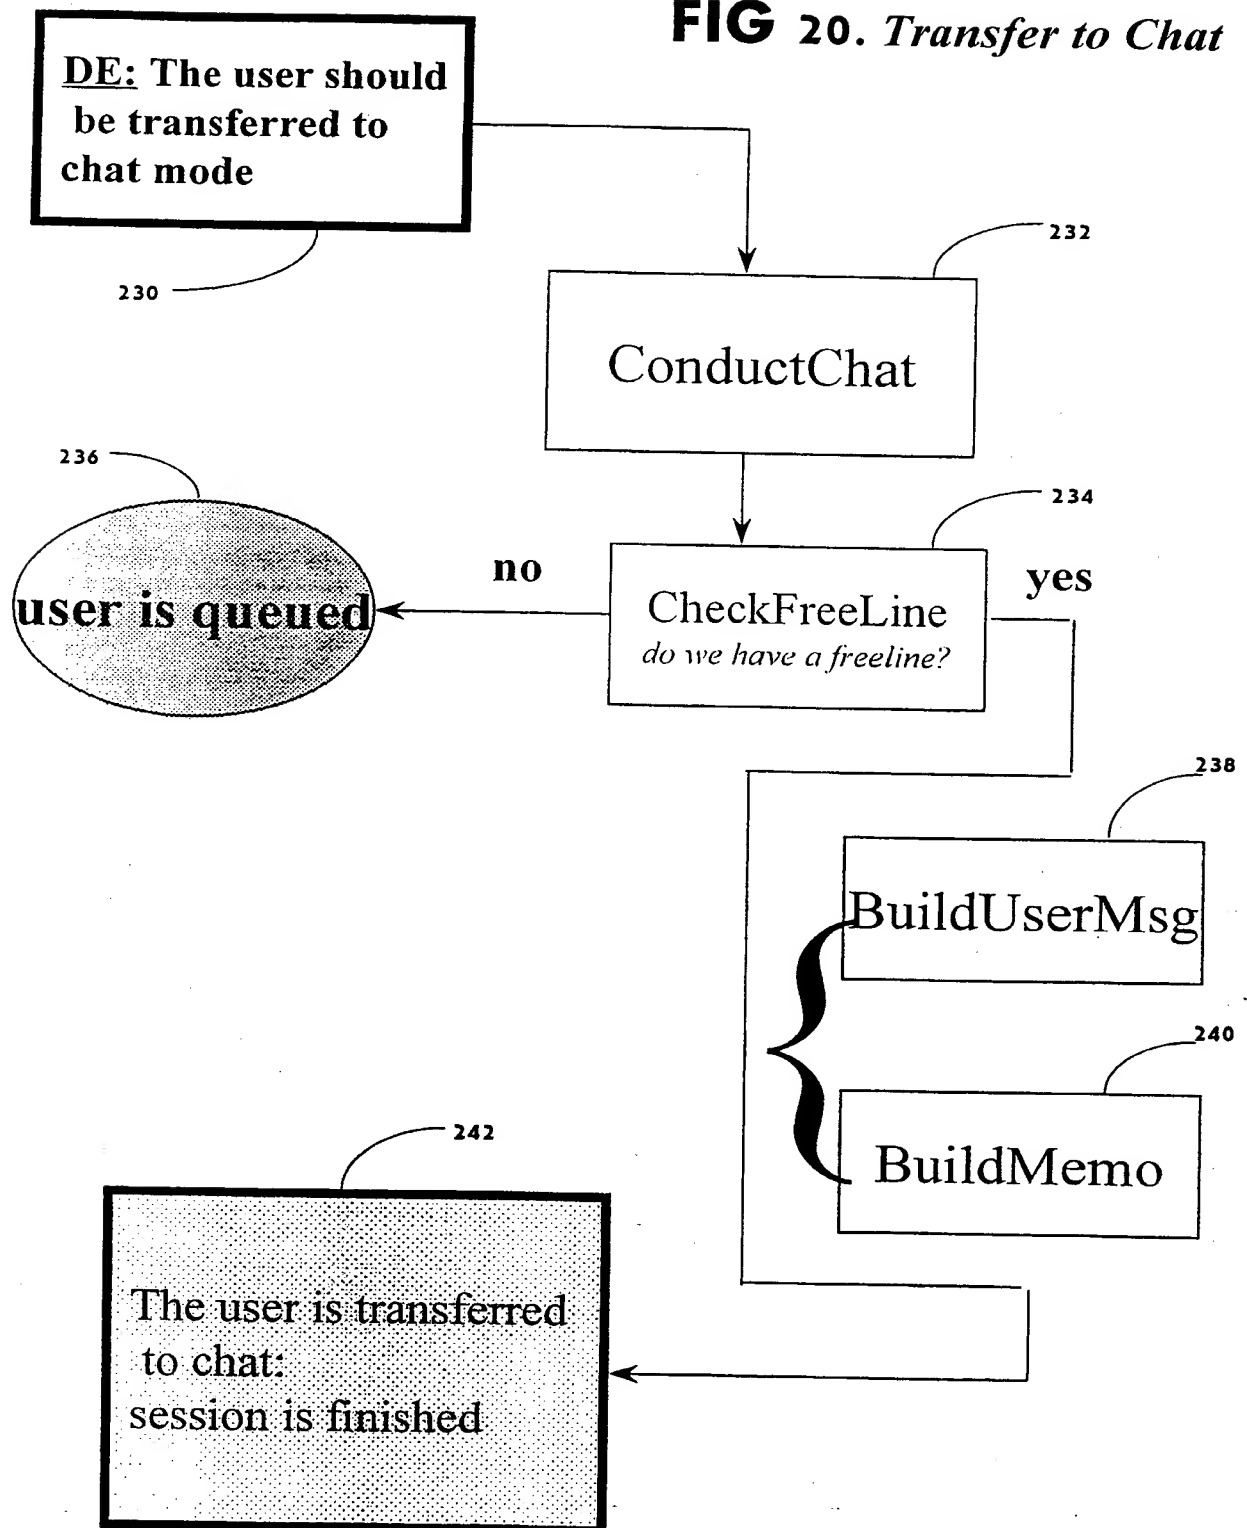 FIG 20. Transfer to Chat
DE: The user should
be transferred to
chat mode
230
232
ConductChat
236
234
user is queued
no
CheckFreeLine
do we have a freeline?
yes
238
BuildUserMsg
240
BuildMemo
242
The user is transferred
to chat:
session is finished